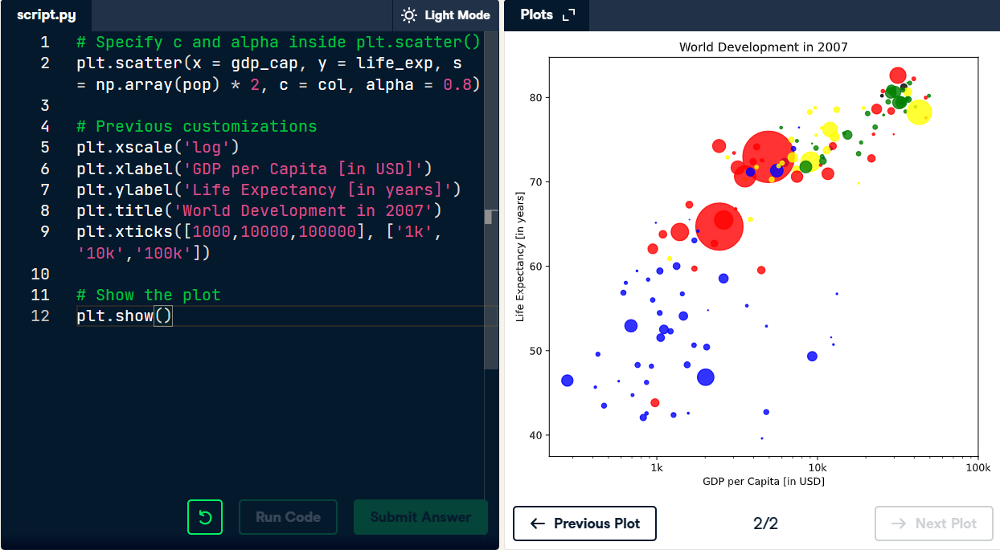 script.py
Light Mode
1 # Specify c and alpha inside plt.scatter()
2 plt.scatter(x = gdp_cap, y = life_exp, s
= np.array(pop) * 2, c = col, alpha = 0.8)
3
4 # Previous customizations
5 plt.xscale('log')
6 plt.xlabel('GDP per Capita [in USD]')
7 plt.ylabel('Life Expectancy [in years]')
8 plt.title('World Development in 2007')
9 plt.xticks([1000,10000,100000], ['1k',
'10k','100k'])
10
11 # Show the plot
12 plt.show()
Run Code
Submit Answer
Plots
World Development in 2007
Life Expectancy [in years]
80
70
60
50
40
1k 10k 100k
GDP per Capita [in USD]
← Previous Plot
2/2
→ Next Plot